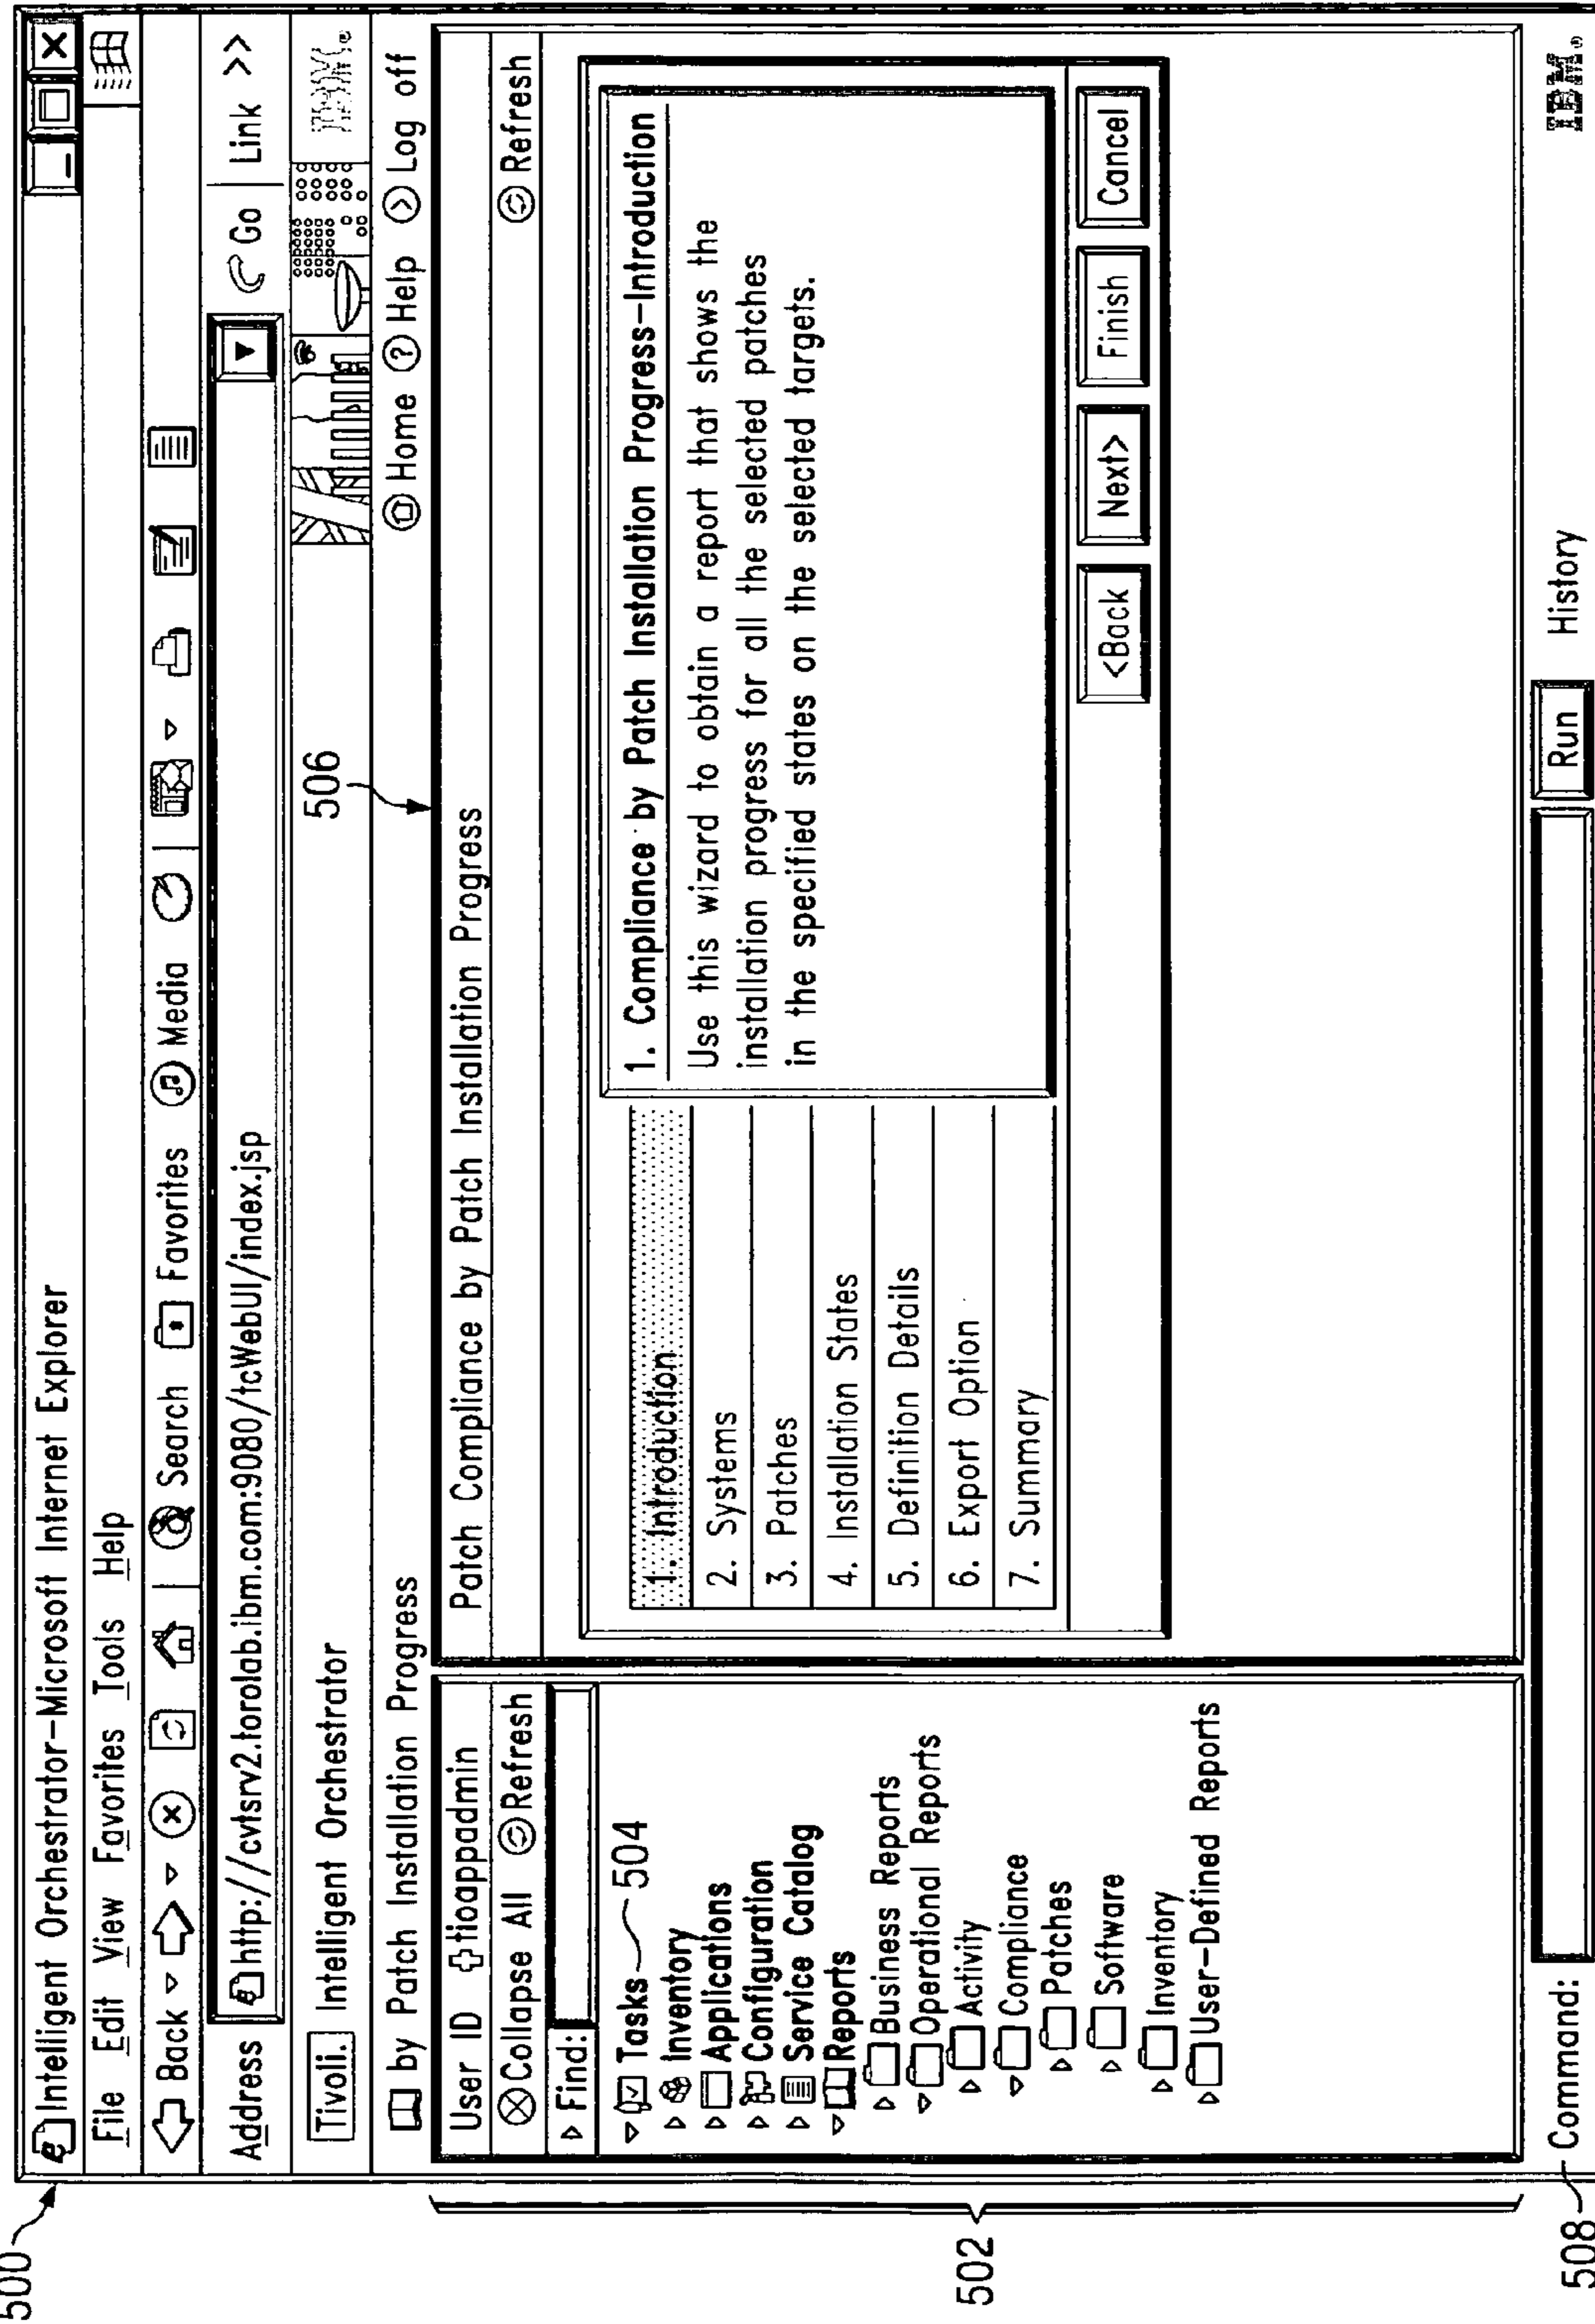 500
Intelligent Orchestrator-Microsoft Internet Explorer
File Edit View Favorites Tools Help
Back Search Favorites Media
Address http://cvtsrv2.torolab.ibm.com:9080/tcWebUI/index.jsp Go Link >>
Tivoli. Intelligent Orchestrator IBM®
506
by Patch Installation Progress Home ? Help Log off
User ID tioappadmin
Collapse All Refresh
Find:
Tasks 504
Inventory
Applications
Configuration
Service Catalog
Reports
Business Reports
Operational Reports
Activity
Compliance
Patches
Software
Inventory
User-Defined Reports
502
Patch Compliance by Patch Installation Progress
Refresh
1. Introduction
2. Systems
3. Patches
4. Installation States
5. Definition Details
6. Export Option
7. Summary
1. Compliance by Patch Installation Progress-Introduction
Use this wizard to obtain a report that shows the
installation progress for all the selected patches
in the specified states on the selected targets.
<Back Next> Finish Cancel
508 Command: Run History IBM®